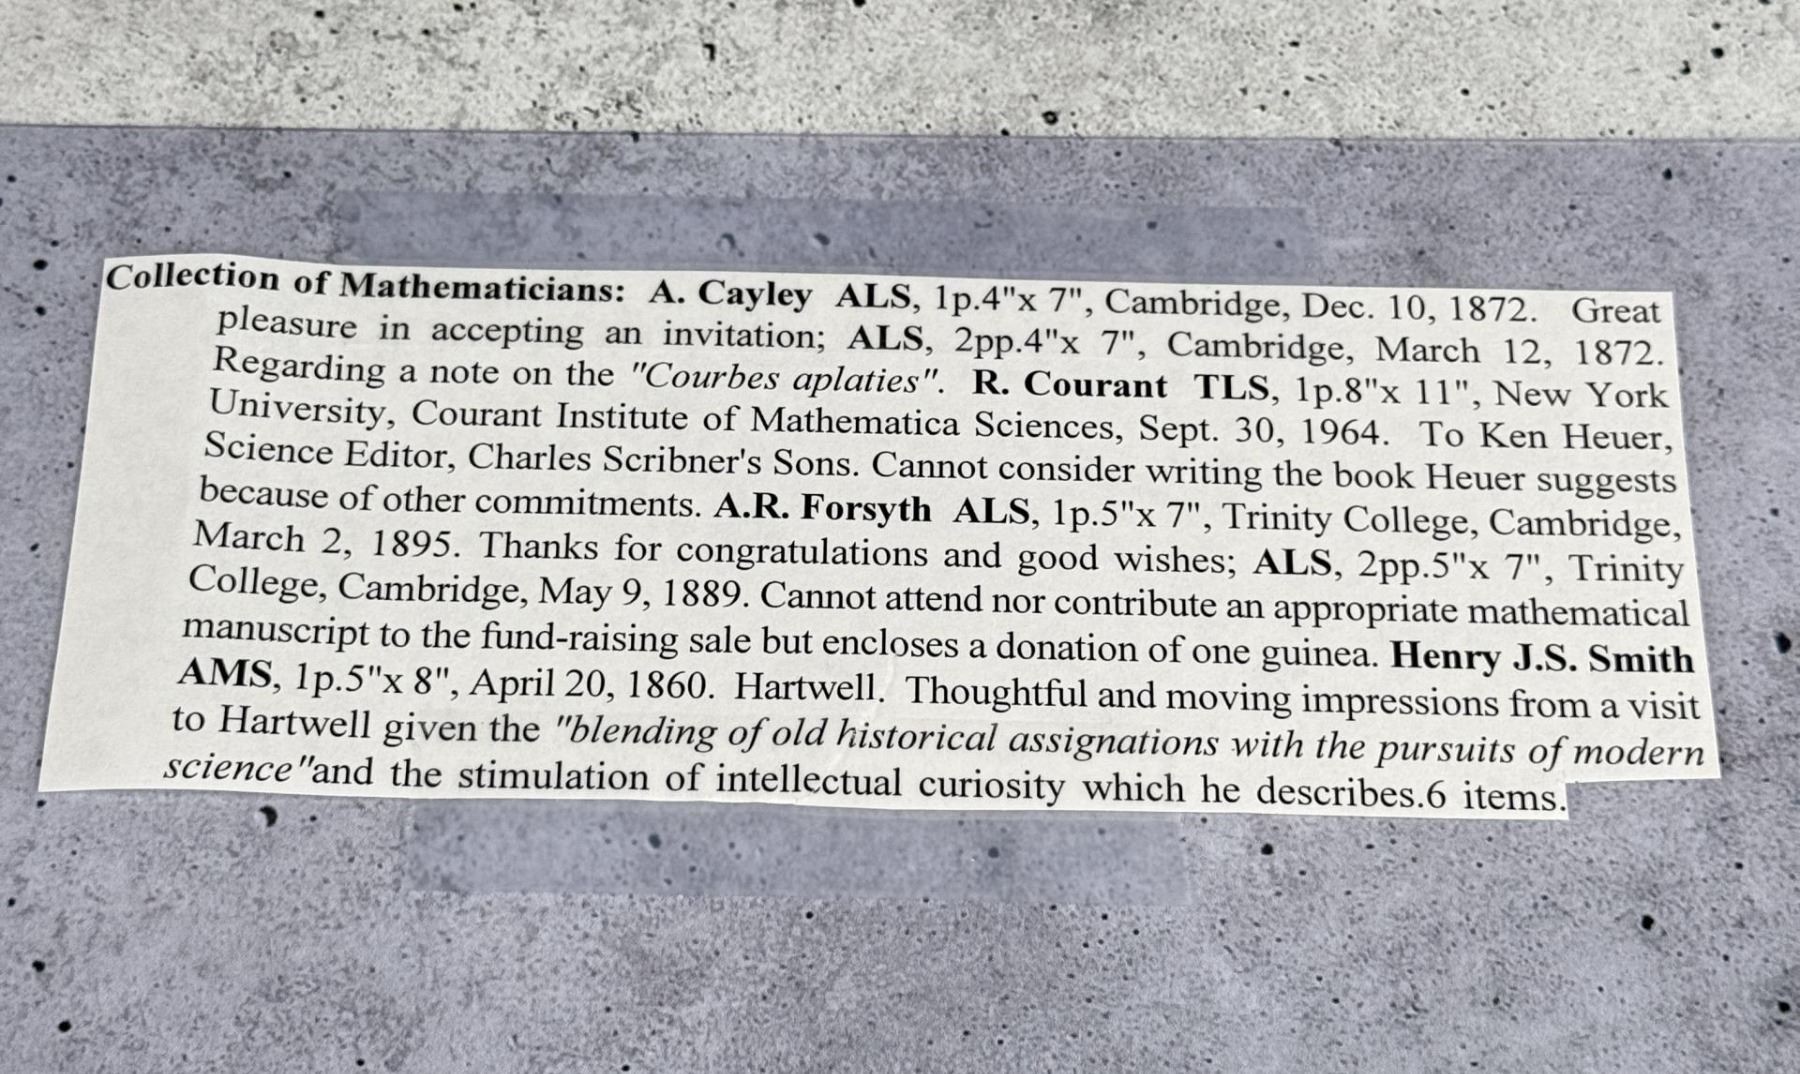 Collection of Mathematicians: A. Cayley ALS, 1p.4"x 7", Cambridge, Dec. 10, 1872. Great
pleasure in accepting an invitation; ALS, 2pp.4"x 7", Cambridge, March 12, 1872.
Regarding a note on the "Courbes aplaties". R. Courant TLS, 1p.8"x 11", New York
University, Courant Institute of Mathematica Sciences, Sept. 30, 1964. To Ken Heuer,
Science Editor, Charles Scribner's Sons. Cannot consider writing the book Heuer suggests
because of other commitments. A.R. Forsyth ALS, 1p.5"x 7", Trinity College, Cambridge,
March 2, 1895. Thanks for congratulations and good wishes; ALS, 2pp.5"x 7", Trinity
College, Cambridge, May 9, 1889. Cannot attend nor contribute an appropriate mathematical
manuscript to the fund-raising sale but encloses a donation of one guinea. Henry J.S. Smith
AMS, 1p.5"x 8", April 20, 1860. Hartwell. Thoughtful and moving impressions from a visit
to Hartwell given the "blending of old historical assignations with the pursuits of modern
science"and the stimulation of intellectual curiosity which he describes.6 items.